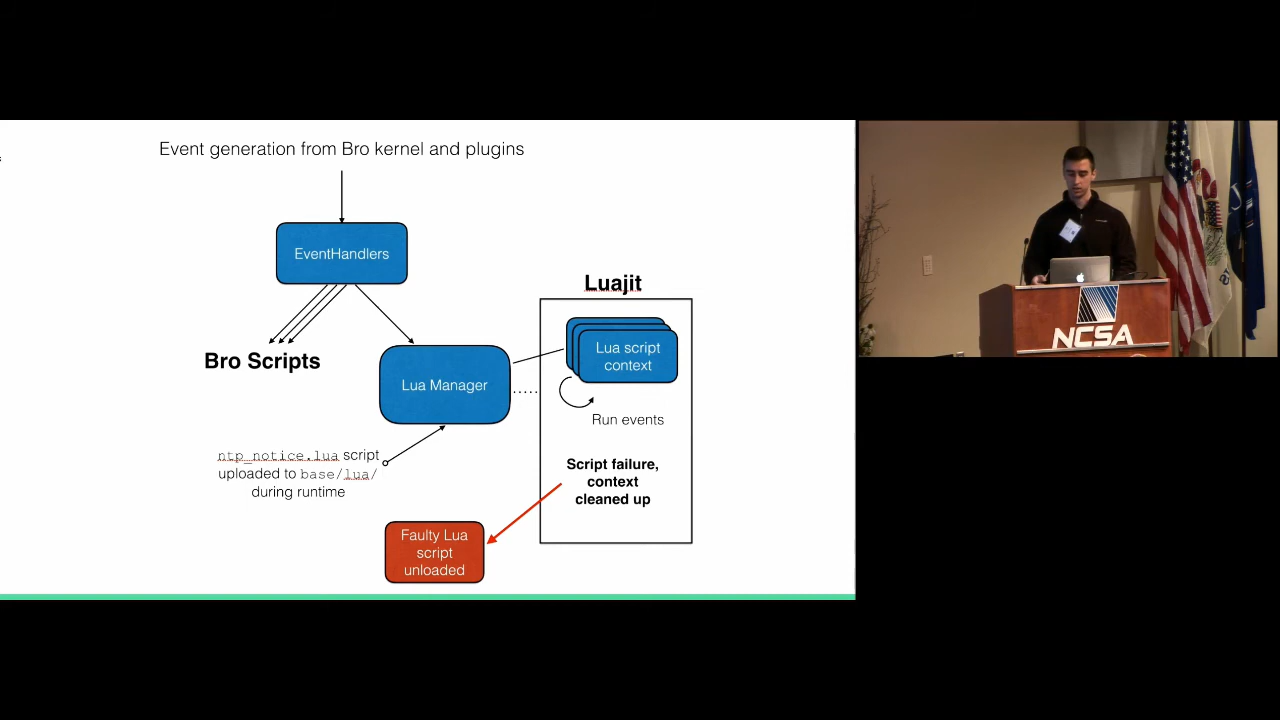 Event generation from Bro kernel and plugins
EventHandlers
Luajit
Bro Scripts
Lua Manager
Lua script
context
Run events
ntp_notice.lua script
uploaded to base/lua/
during runtime
Script failure,
context
cleaned up
Faulty Lua
script
unloaded
NCSA